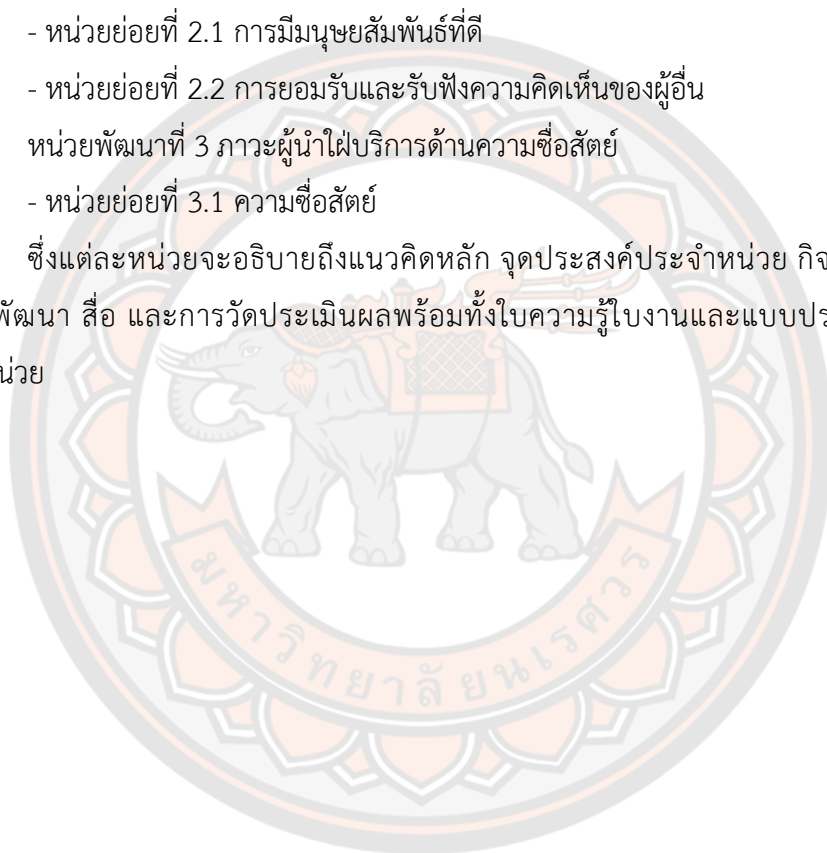 - หน่วยย่อยที่ 2.1 การมีมนุษยสัมพันธ์ที่ดี
- หน่วยย่อยที่ 2.2 การยอมรับและรับฟังความคิดเห็นของผู้อื่น
หน่วยพัฒนาที่ 3 ภาวะผู้นำใฝ่บริการด้านความซื่อสัตย์
- หน่วยย่อยที่ 3.1 ความซื่อสัตย์
ซึ่งแต่ละหน่วยจะอธิบายถึงแนวคิดหลัก จุดประสงค์ประจำหน่วย กิจ
พัฒนา สื่อ และการวัดประเมินผลพร้อมทั้งใบความรู้ใบงานและแบบประ
น่วย
มหาวิทยาลัยนเรศวร